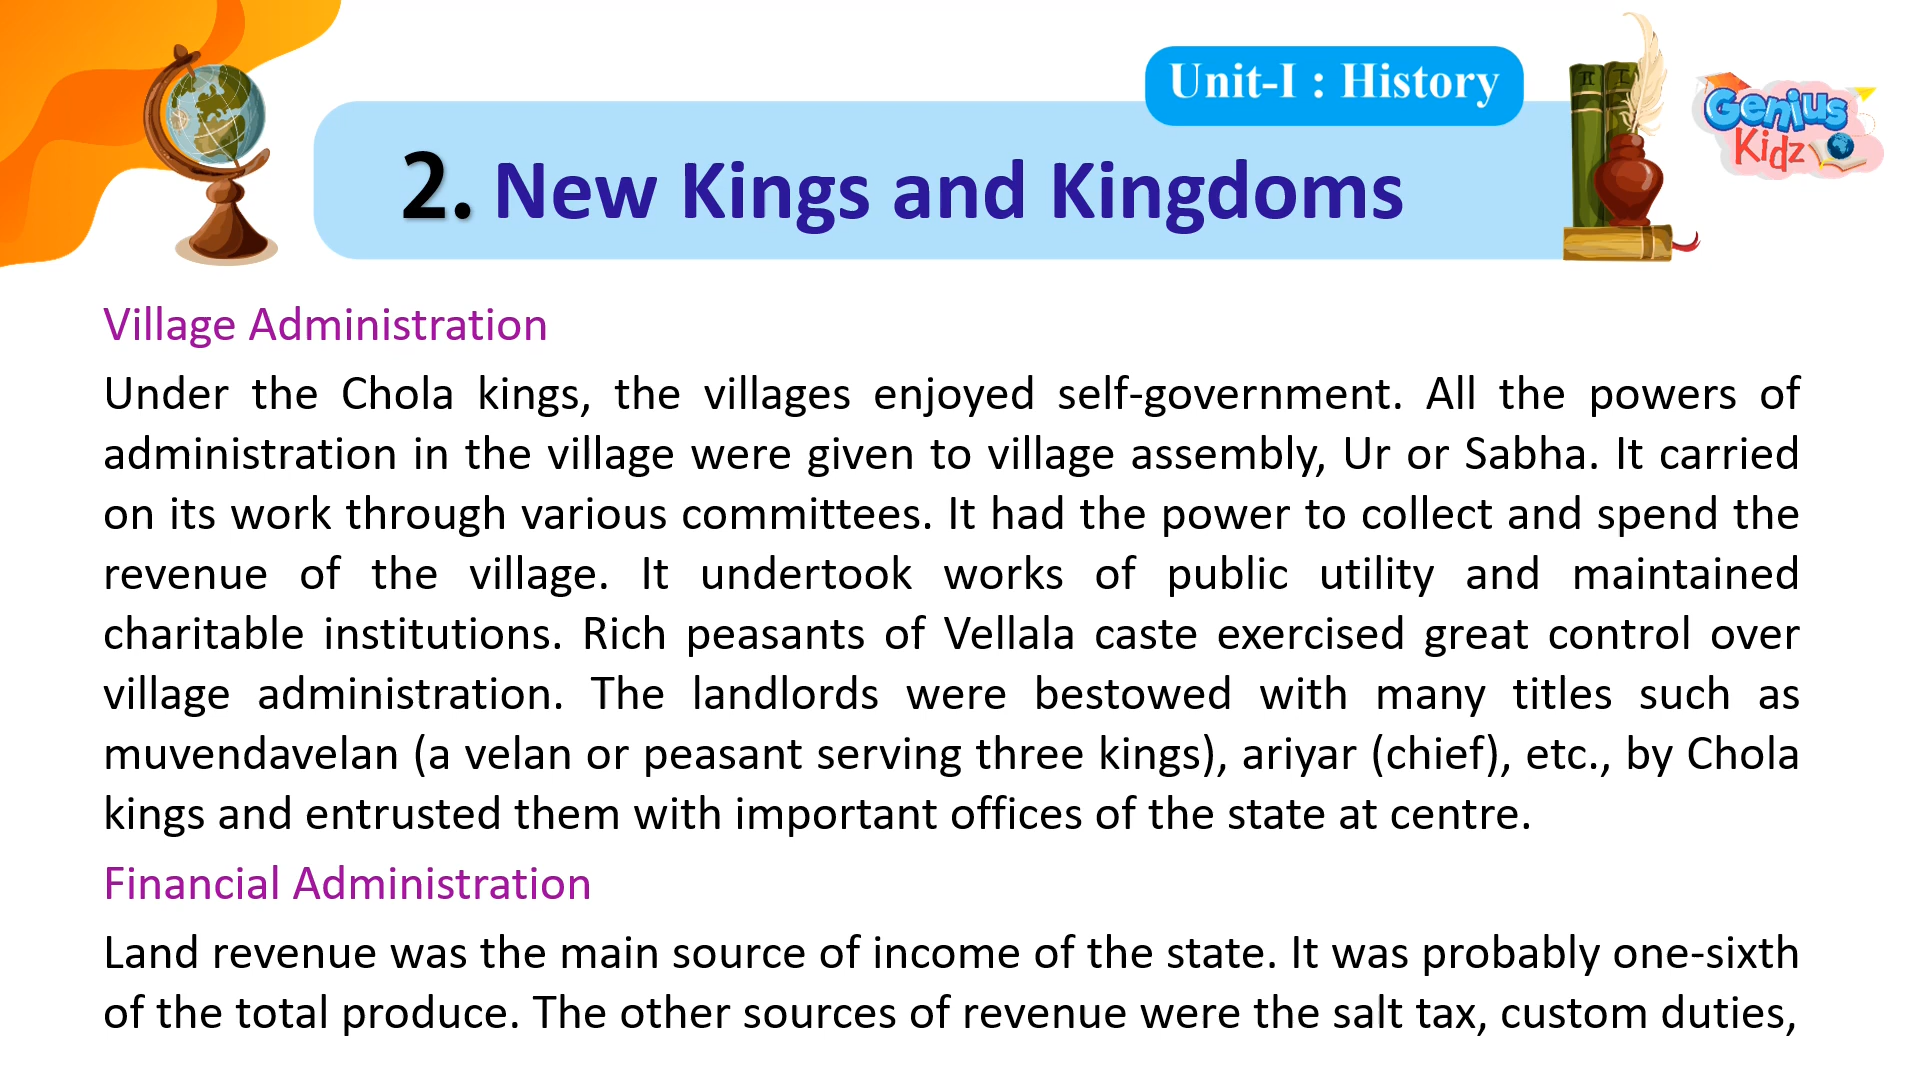 Unit-I : History
Genius
Kidz
2. New Kings and Kingdoms
Village Administration
Under the Chola kings, the villages enjoyed self-government. All the powers of
administration in the village were given to village assembly, Ur or Sabha. It carried
on its work through various committees. It had the power to collect and spend the
revenue of the village. It undertook works of public utility and maintained
charitable institutions. Rich peasants of Vellala caste exercised great control over
village administration. The landlords were bestowed with many titles such as
muvendavelan (a velan or peasant serving three kings), ariyar (chief), etc., by Chola
kings and entrusted them with important offices of the state at centre.
Financial Administration
Land revenue was the main source of income of the state. It was probably one-sixth
of the total produce. The other sources of revenue were the salt tax, custom duties,